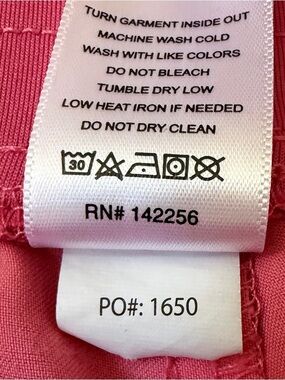 TURN GARMENT INSIDE OUT
MACHINE WASH COLD
WASH WITH LIKE COLORS
DO NOT BLEACH
TUMBLE DRY LOW
LOW HEAT IRON IF NEEDED
DO NOT DRY CLEAN
30
RN# 142256
PO#: 1650